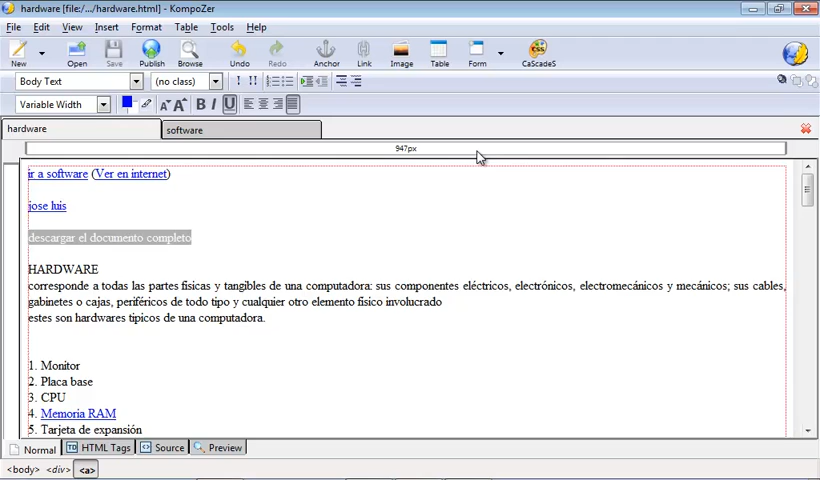 hardware [file:/.../hardware.html] - KompoZer
File Edit View Insert Format Table Tools Help
New Open Save Publish Browse Undo Redo Anchor Link Image Table Form CaScadeS
Body Text (no class)
Variable Width B I U
hardware software
947px
ir a software (Ver en internet)
jose luis
descargar el documento completo
HARDWARE
corresponde a todas las partes físicas y tangibles de una computadora: sus componentes eléctricos, electrónicos, electromecánicos y mecánicos; sus cables,
gabinetes o cajas, periféricos de todo tipo y cualquier otro elemento físico involucrado
estes son hardwares tipicos de una computadora.
1. Monitor
2. Placa base
3. CPU
4. Memoria RAM
5. Tarjeta de expansión
Normal TD HTML Tags Source Preview
<body> <div> <a>